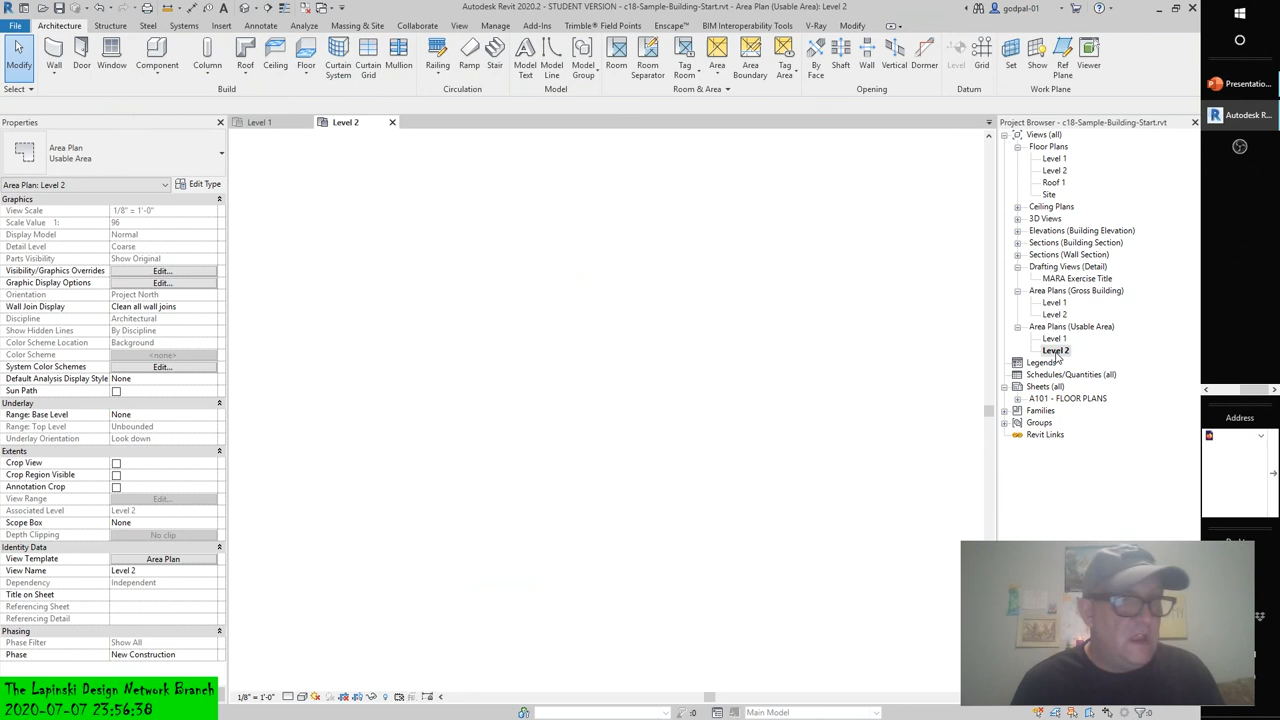 Autodesk Revit 2020.2 - STUDENT VERSION - c18-Sample-Building-Start.rvt - Area Plan (Usable Area): Level 2
godpal-01
File Architecture Structure Steel Systems Insert Annotate Analyze Massing & Site Collaborate View Manage Add-Ins Trimble® Field Points Enscape™ BIM Interoperability Tools V-Ray Modify
Modify Wall Door Window Component Column Roof Ceiling Floor Curtain System Curtain Grid Mullion Railing Ramp Stair Model Text Model Line Model Group Room Room Separator Tag Room Area Area Boundary Tag Area By Face Shaft Wall Vertical Dormer Level Grid Set Show Ref Plane Viewer
Select Build Circulation Model Room & Area Opening Datum Work Plane
Properties
Area Plan
Usable Area
Area Plan: Level 2 Edit Type
Graphics
View Scale 1/8" = 1'-0"
Scale Value 1: 96
Display Model Normal
Detail Level Coarse
Parts Visibility Show Original
Visibility/Graphics Overrides Edit...
Graphic Display Options Edit...
Orientation Project North
Wall Join Display Clean all wall joins
Discipline Architectural
Show Hidden Lines By Discipline
Color Scheme Location Background
Color Scheme <none>
System Color Schemes Edit...
Default Analysis Display Style None
Sun Path
Underlay
Range: Base Level None
Range: Top Level Unbounded
Underlay Orientation Look down
Extents
Crop View
Crop Region Visible
Annotation Crop
View Range Edit...
Associated Level Level 2
Scope Box None
Depth Clipping No clip
Identity Data
View Template Area Plan
View Name Level 2
Dependency Independent
Title on Sheet
Referencing Sheet
Referencing Detail
Phasing
Phase Filter Show All
Phase New Construction
The Lapinski Design Network Branch
2020-07-07 23:56:38
Level 1 Level 2
1/8" = 1'-0"
:0 Main Model :0
Project Browser - c18-Sample-Building-Start.rvt
Views (all)
Floor Plans
Level 1
Level 2
Roof 1
Site
Ceiling Plans
3D Views
Elevations (Building Elevation)
Sections (Building Section)
Sections (Wall Section)
Drafting Views (Detail)
MARA Exercise Title
Area Plans (Gross Building)
Level 1
Level 2
Area Plans (Usable Area)
Level 1
Level 2
Legends
Schedules/Quantities (all)
Sheets (all)
A101 - FLOOR PLANS
Families
Groups
Revit Links
Presentatio...
Autodesk R...
Address